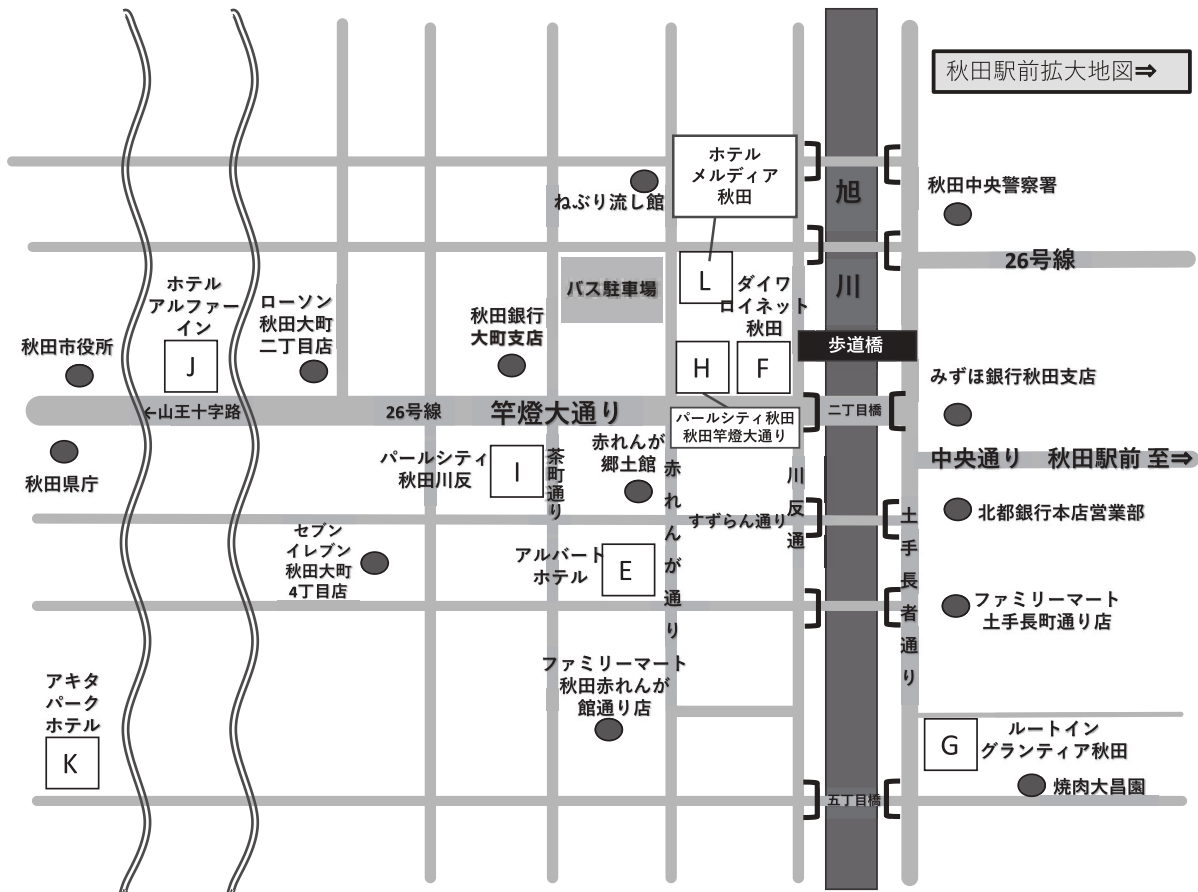 秋田駅前拡大地図⇒
ホテル
メルディア
秋田
旭
川
秋田中央警察署
ねぶり流し館
26号線
L
バス駐車場
ダイワ
ロイネット
秋田
ホテル
アルファー
イン
ローソン
秋田大町
二丁目店
秋田銀行
大町支店
秋田市役所
J
H
F
歩道橋
みずほ銀行秋田支店
←山王十字路
26号線
竿燈大通り
パールシティ秋田
秋田竿燈大通り
二丁目橋
秋田県庁
パールシティ
秋田川反
I
茶町通り
赤れんが
郷土館
赤れんが通り
川反通
中央通り 秋田駅前 至⇒
すずらん通り
土手長者通り
北都銀行本店営業部
セブン
イレブン
秋田大町
4丁目店
アルバート
ホテル
E
ファミリーマート
土手長町通り店
ファミリーマート
秋田赤れんが
館通り店
アキタ
パーク
ホテル
K
G
ルートイン
グランティア秋田
焼肉大昌園
五丁目橋